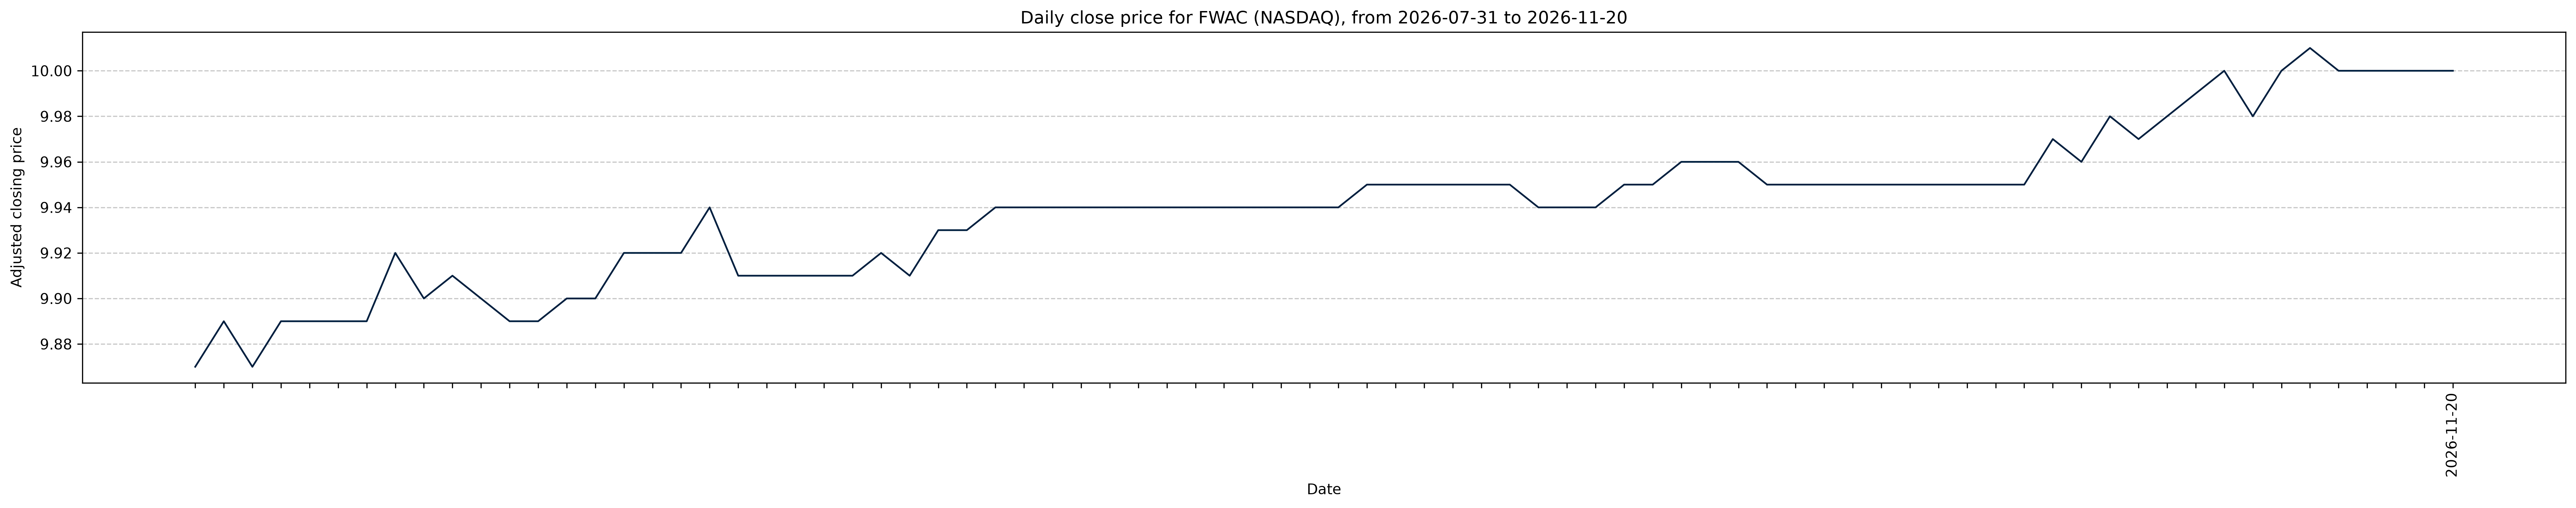 Daily close price for FWAC (NASDAQ), from 2026-07-31 to 2026-11-20
Adjusted closing price
10.00
9.98
9.96
9.94
9.92
9.90
9.88
2026-11-20
Date